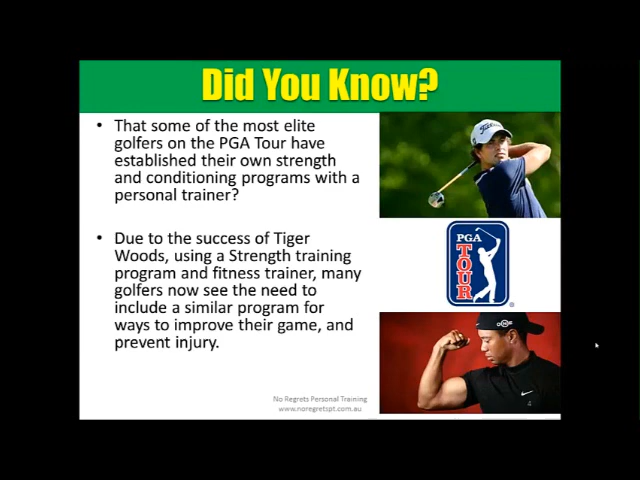 Did You Know?
• That some of the most elite
golfers on the PGA Tour have
established their own strength
and conditioning programs with a
personal trainer?
• Due to the success of Tiger
Woods, using a Strength training
program and fitness trainer, many
golfers now see the need to
include a similar program for
ways to improve their game, and
prevent injury.
Titleist
PGA
TOUR
No Regrets Personal Training
www.noregretspt.com.au